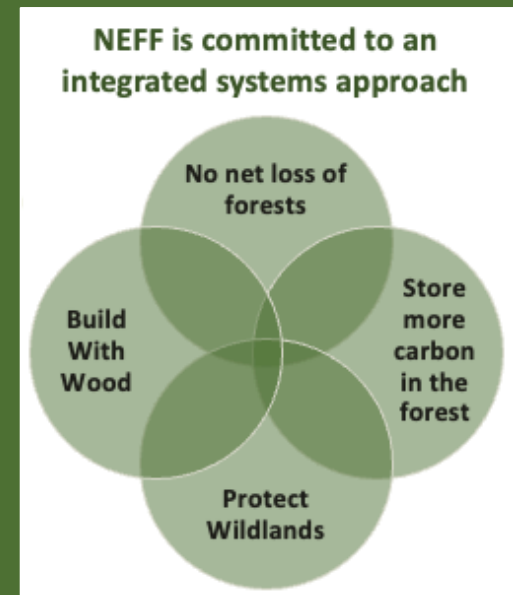 NEFF is committed to an
integrated systems approach
No net loss of
forests
Build
With
Wood
Store
more
carbon
in the
forest
Protect
Wildlands